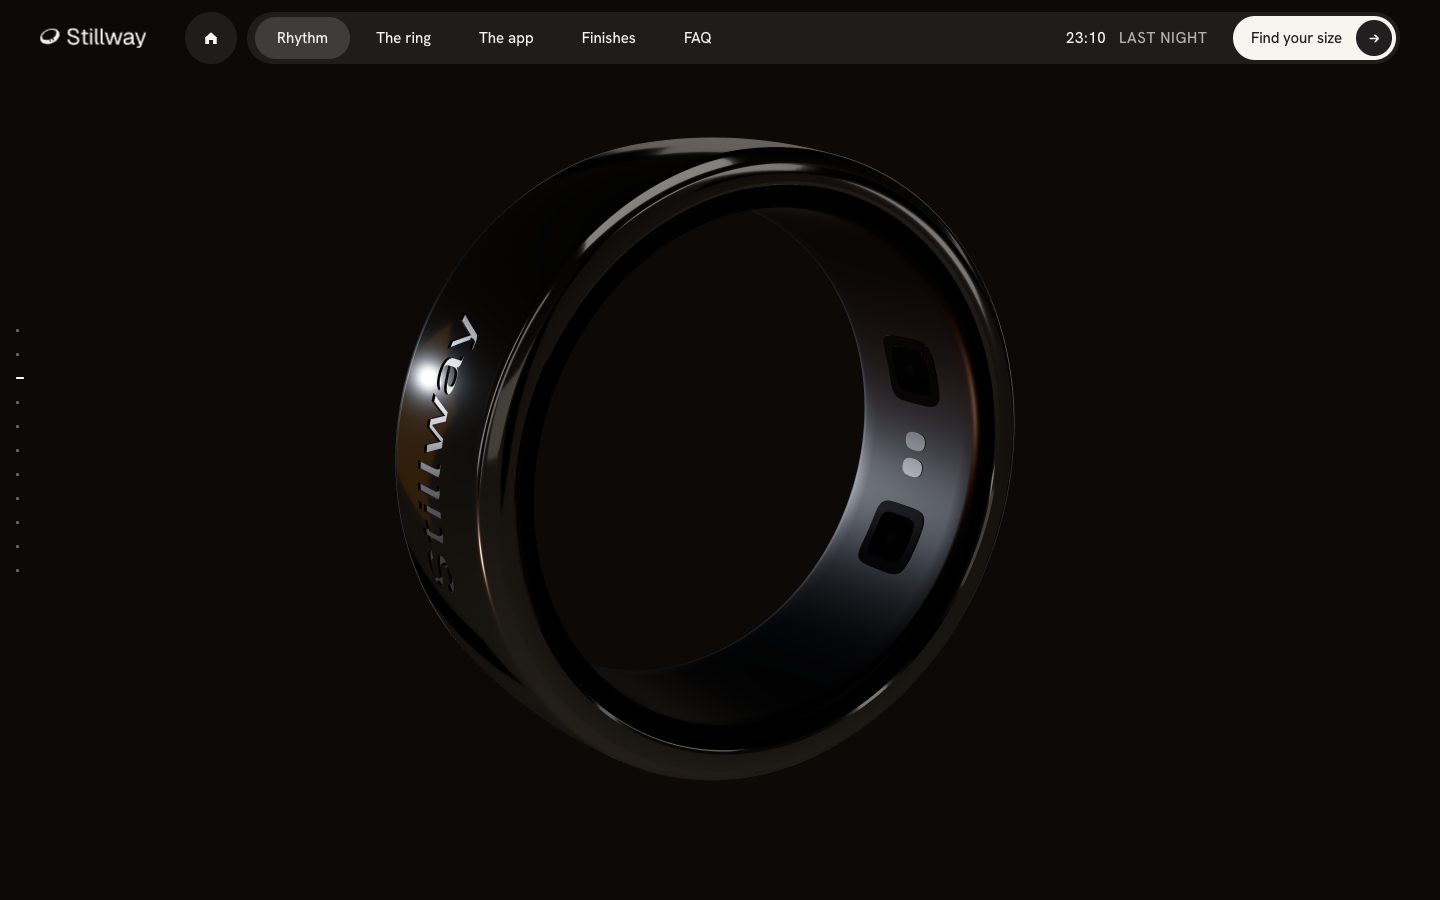 Stillway
Rhythm
The ring
The app
Finishes
FAQ
23:10 LAST NIGHT
Find your size
Stillway